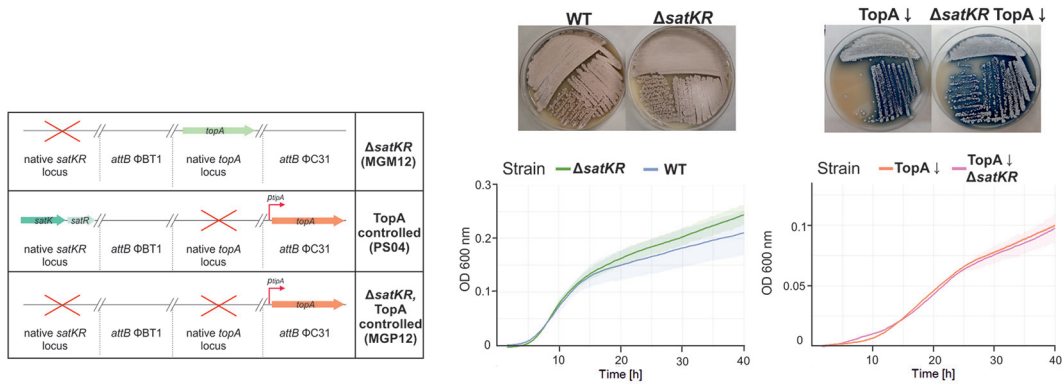 topA
native satKR locus
attB ΦBT1
native topA locus
attB ΦC31
ΔsatKR (MGM12)
satK
satR
ptipA
topA
native satKR locus
attB ΦBT1
native topA locus
attB ΦC31
TopA controlled (PS04)
ptipA
topA
native satKR locus
attB ΦBT1
native topA locus
attB ΦC31
ΔsatKR, TopA controlled (MGP12)
WT
ΔsatKR
Strain
ΔsatKR
WT
OD 600 nm
0.3
0.2
0.1
0
10
20
30
40
Time [h]
TopA ↓
ΔsatKR TopA ↓
Strain
TopA ↓
TopA ↓
ΔsatKR
OD 600 nm
0.1
0.05
0
10
20
30
40
Time [h]